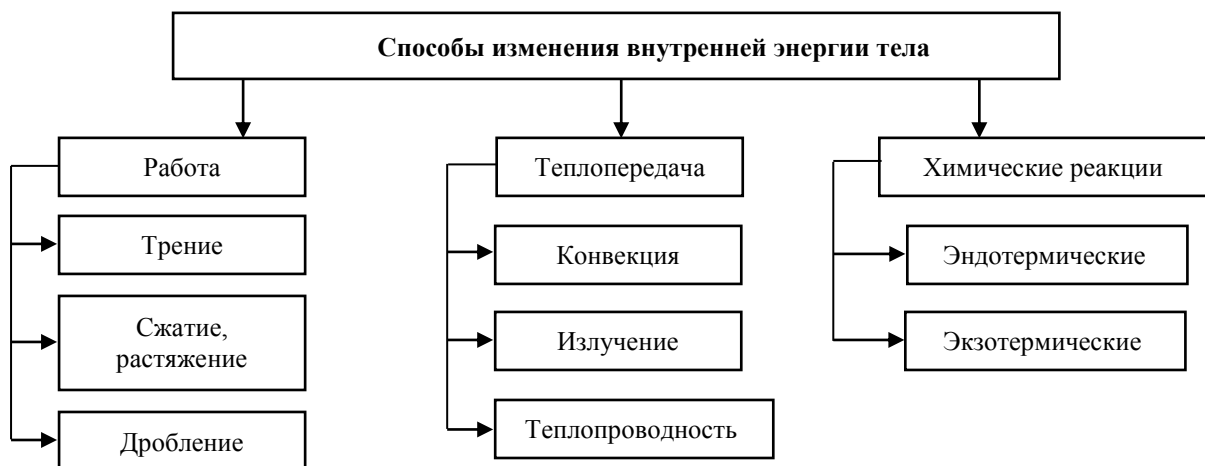 Способы изменения внутренней энергии тела
Работа
Трение
Сжатие,
растяжение
Дробление
Теплопередача
Конвекция
Излучение
Теплопроводность
Химические реакции
Эндотермические
Экзотермические